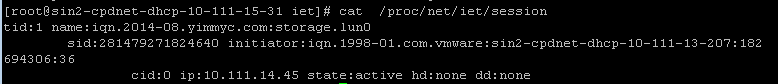 [root@sin2-cpdnet-dhcp-10-111-15-31 iet]# cat  /proc/net/iet/session
tid:1 name:iqn.2014-08.yimmyc.com:storage.lun0
sid:281479271824640 initiator:iqn.1998-01.com.vmware:sin2-cpdnet-dhcp-10-111-13-207:182
694306:36
cid:0 ip:10.111.14.45 state:active hd:none dd:none